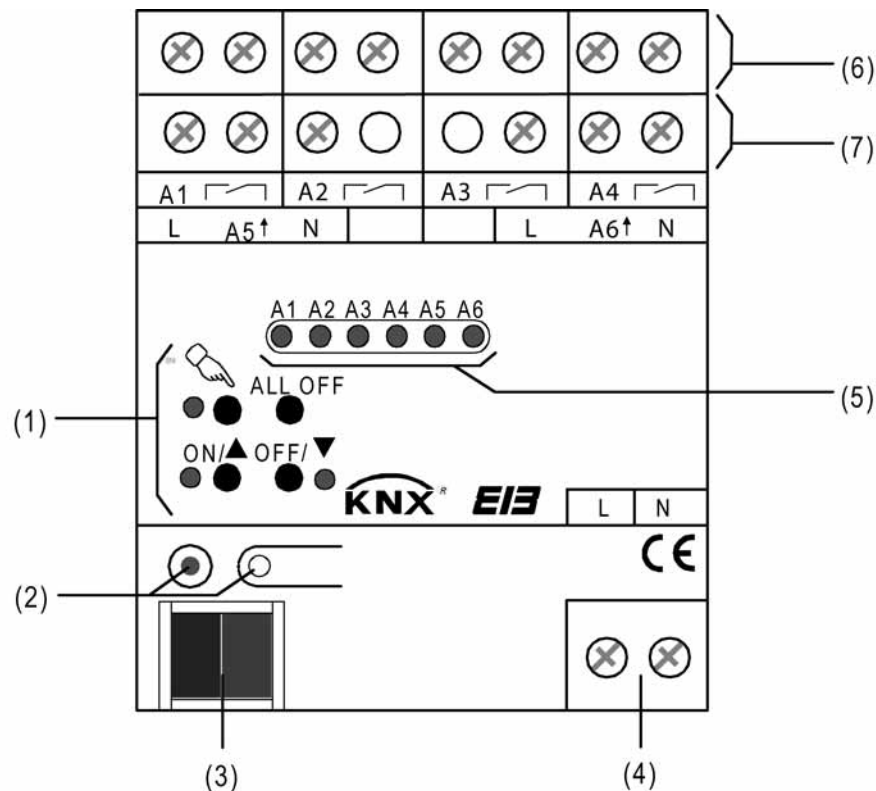 (6)
(7)
A1 A2 A3 A4
L A5↑ N L A6↑ N
A1 A2 A3 A4 A5 A6
(5)
ALL OFF
(1)
ON/▲ OFF/▼
KNX® EIB
L N
CE
(2)
(3)
(4)